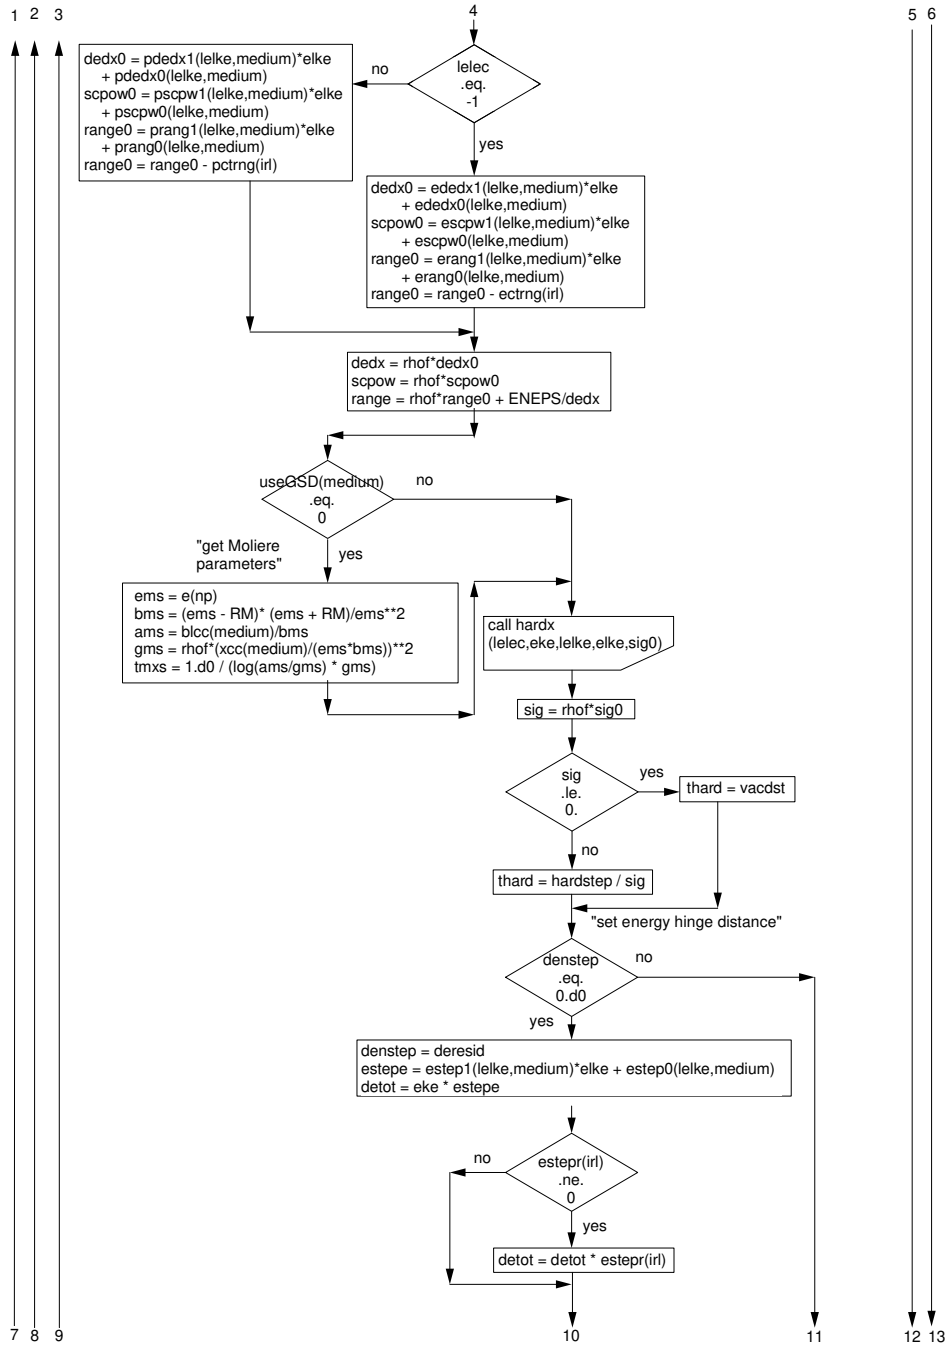 1 2 3 4 5 6
dedx0 = pdedx1(lelke,medium)*elke
+ pdedx0(lelke,medium)
scpow0 = pscpw1(lelke,medium)*elke
+ pscpw0(lelke,medium)
range0 = prang1(lelke,medium)*elke
+ prang0(lelke,medium)
range0 = range0 - pctrng(irl)
no
lelec
.eq.
-1
yes
dedx0 = ededx1(lelke,medium)*elke
+ ededx0(lelke,medium)
scpow0 = escpw1(lelke,medium)*elke
+ escpw0(lelke,medium)
range0 = erang1(lelke,medium)*elke
+ erang0(lelke,medium)
range0 = range0 - ectrng(irl)
dedx = rhof*dedx0
scpow = rhof*scpow0
range = rhof*range0 + ENEPS/dedx
useGSD(medium)
.eq.
0
no
"get Moliere
parameters"
yes
ems = e(np)
bms = (ems - RM)* (ems + RM)/ems**2
ams = blcc(medium)/bms
gms = rhof*(xcc(medium)/(ems*bms))**2
tmxs = 1.d0 / (log(ams/gms) * gms)
call hardx
(lelec,eke,lelke,elke,sig0)
sig = rhof*sig0
sig
.le.
0.
yes
thard = vacdst
no
thard = hardstep / sig
"set energy hinge distance"
denstep
.eq.
0.d0
no
yes
denstep = deresid
estepe = estep1(lelke,medium)*elke + estep0(lelke,medium)
detot = eke * estepe
no
estepr(irl)
.ne.
0
yes
detot = detot * estepr(irl)
7 8 9 10 11 12 13